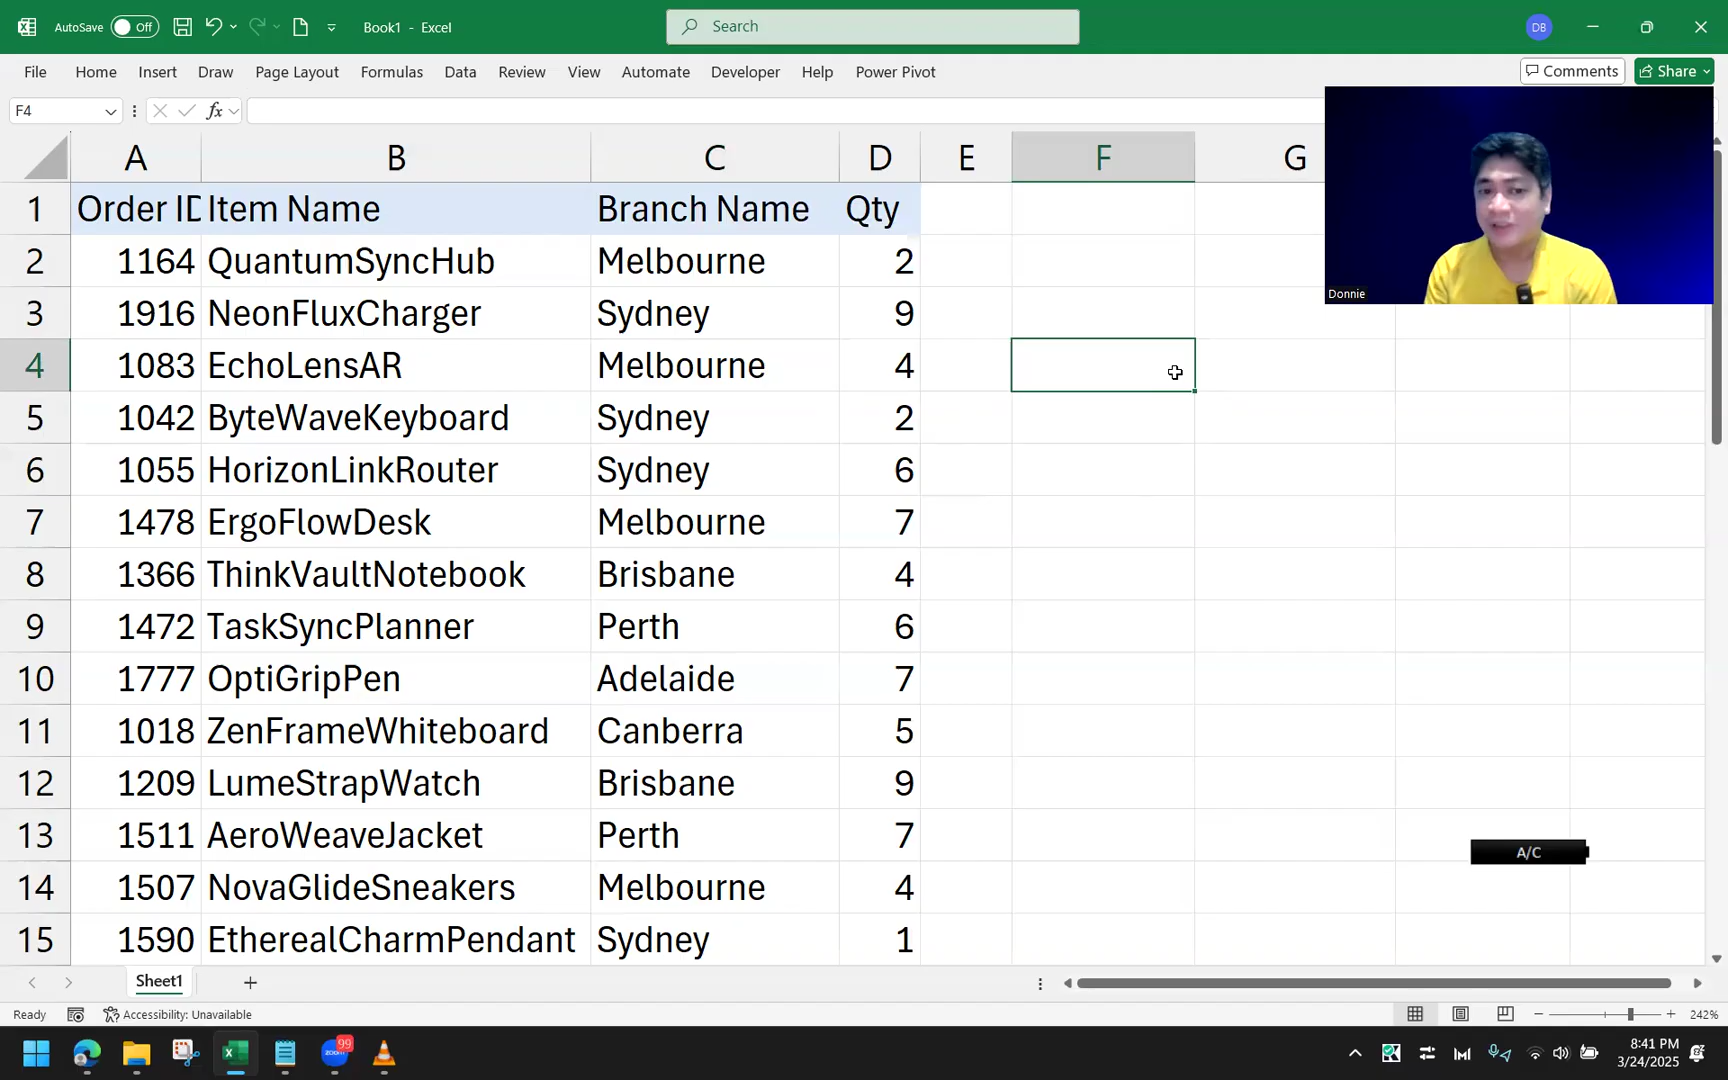 AutoSave Off Book1 - Excel Search DB
File Home Insert Draw Page Layout Formulas Data Review View Automate Developer Help Power Pivot Comments Share
F4 fx
A B C D E F G
1 Order ID Item Name Branch Name Qty
2 1164 QuantumSyncHub Melbourne 2
3 1916 NeonFluxCharger Sydney 9
4 1083 EchoLensAR Melbourne 4
5 1042 ByteWaveKeyboard Sydney 2
6 1055 HorizonLinkRouter Sydney 6
7 1478 ErgoFlowDesk Melbourne 7
8 1366 ThinkVaultNotebook Brisbane 4
9 1472 TaskSyncPlanner Perth 6
10 1777 OptiGripPen Adelaide 7
11 1018 ZenFrameWhiteboard Canberra 5
12 1209 LumeStrapWatch Brisbane 9
13 1511 AeroWeaveJacket Perth 7
14 1507 NovaGlideSneakers Melbourne 4
15 1590 EtherealCharmPendant Sydney 1
Donnie
A/C
Sheet1
Ready Accessibility: Unavailable 242%
zoom 99
8:41 PM
3/24/2025